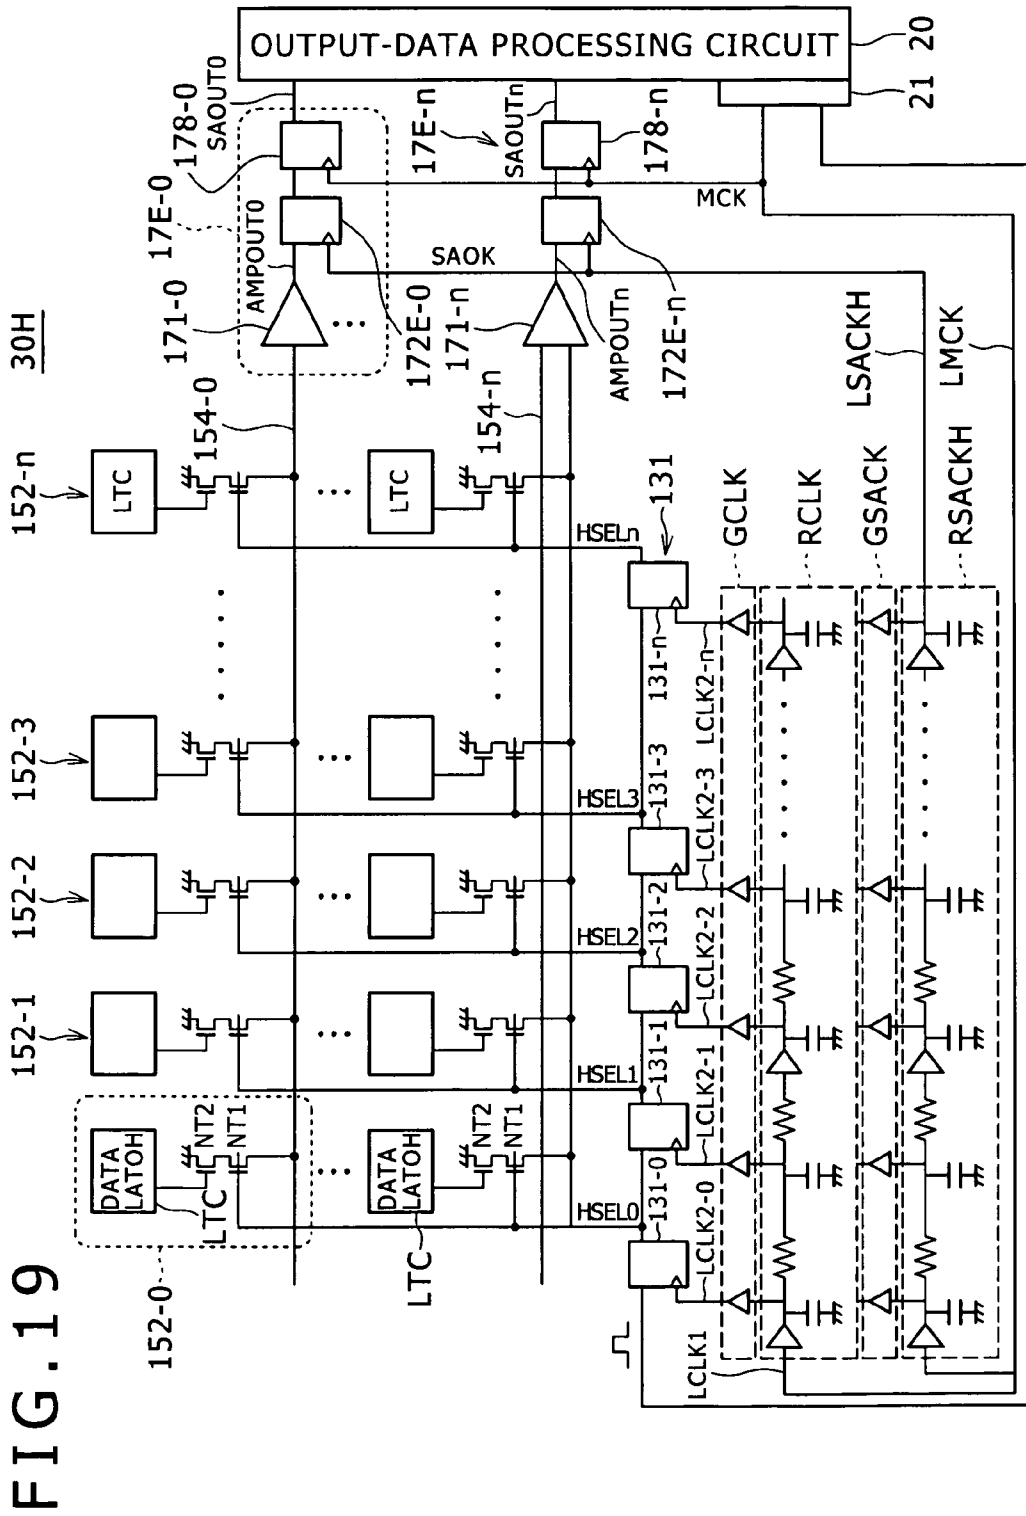 FIG.19
30H
152-0
152-1
152-2
152-3
152-n
DATA
LATOH
LTC
NT2
NT1
LTC
154-0
171-0
17E-0
178-0
SAOUT0
AMPOUT0
172E-0
OUTPUT-DATA PROCESSING CIRCUIT
20
21
DATA
LATOH
LTC
NT2
NT1
LTC
154-n
171-n
17E-n
SAOUTn
178-n
AMPOUTn
172E-n
SAOK
MCK
HSEL0
HSEL1
HSEL2
HSEL3
HSELn
131
131-0
131-1
131-2
131-3
131-n
LCLK1
LCLK2-0
LCLK2-1
LCLK2-2
LCLK2-3
LCLK2-n
GCLK
RCLK
GSACK
RSACKH
LSACKH
LMCK